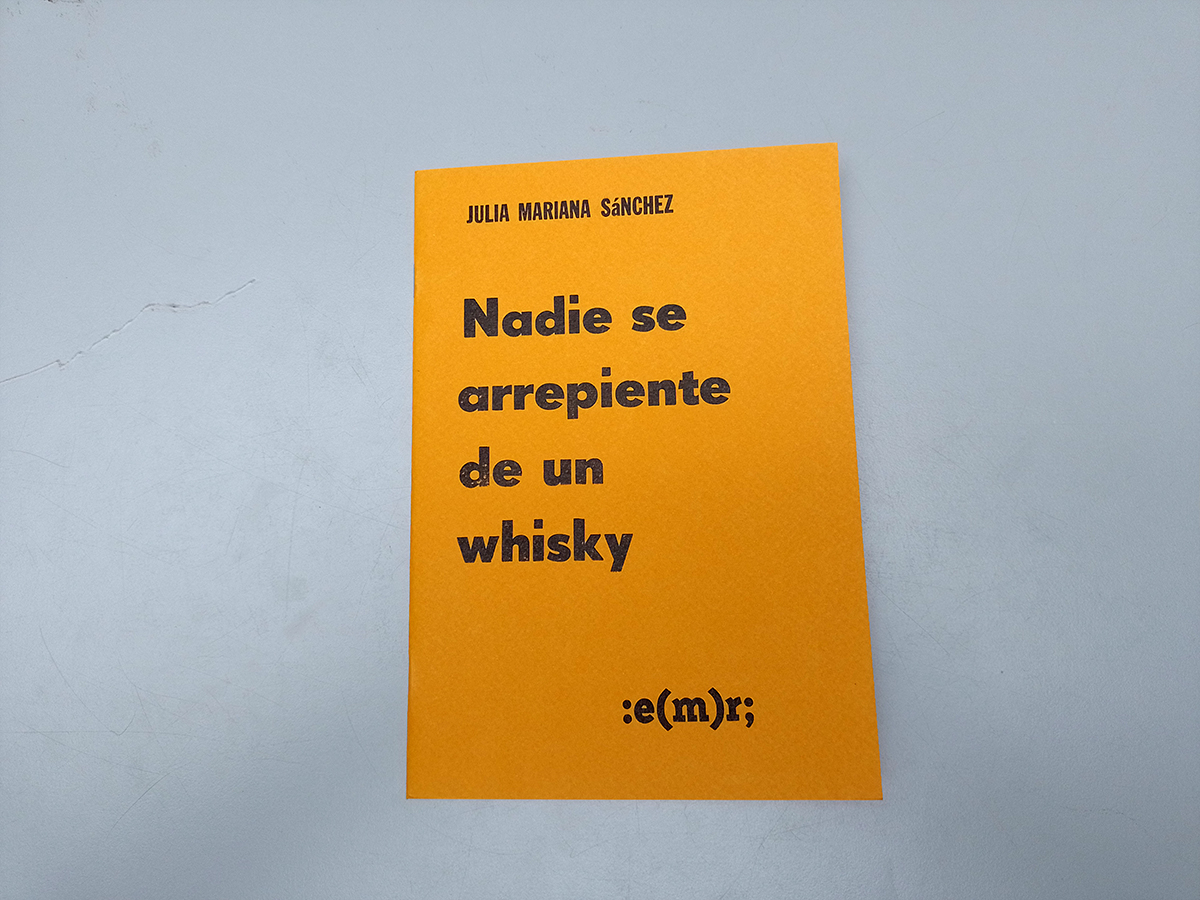 JULIA MARIANA SáNCHEZ
Nadie se
arrepiente
de un
whisky
:e(m)r;